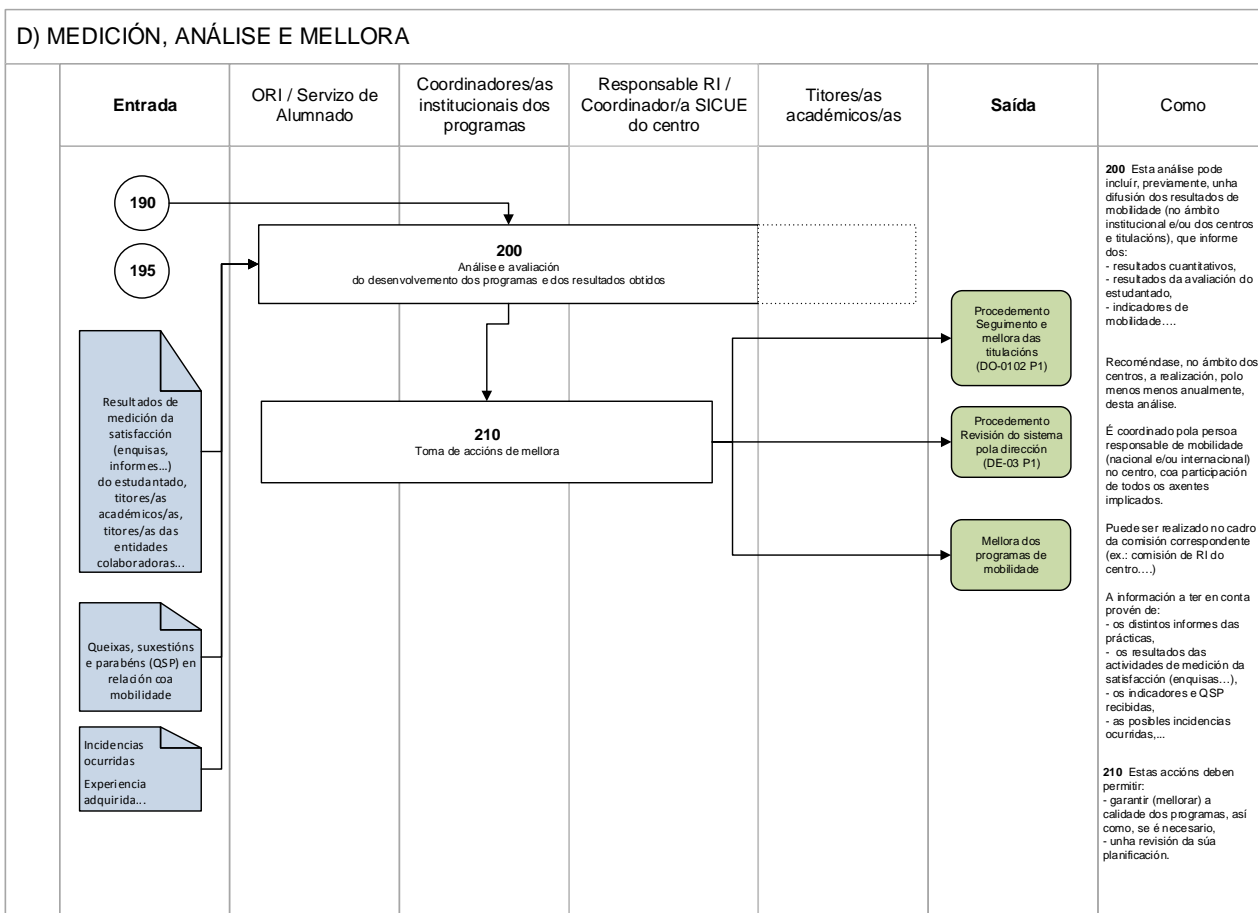 D) MEDICIÓN, ANÁLISE E MELLORA
Entrada
ORI / Servizo de
Alumnado
Coordinadores/as
institucionais dos
programas
Responsable RI /
Coordinador/a SICUE
do centro
Titores/as
académicos/as
Saída
Como
190
195
200
Análise e avaliación
do desenvolvemento dos programas e dos resultados obtidos
Resultados de
medición da
satisfacción
(enquisas,
informes...)
do estudantado,
titores/as
académicos/as,
titores/as das
entidades
colaboradoras...
Queixas, suxestións
e parabéns (QSP) en
relación coa
mobilidade
Incidencias
ocurridas
Experiencia
adquirida...
210
Toma de accións de mellora
Procedemento
Seguimento e
mellora das
titulacións
(DO-0102 P1)
Procedemento
Revisión do sistema
pola dirección
(DE-03 P1)
Mellora dos
programas de
mobilidade
200 Esta análise pode
incluír, previamente, unha
difusión dos resultados de
mobilidade (no ámbito
institucional e/ou dos centros
e titulacións), que informe
dos:
- resultados cuantitativos,
- resultados da avaliación do
estudantado,
- indicadores de
mobilidade....
Recoméndase, no ámbito dos
centros, a realización, polo
menos menos anualmente,
desta análise.
É coordinado pola persoa
responsable de mobilidade
(nacional e/ou internacional)
no centro, coa participación
de todos os axentes
implicados.
Puede ser realizado no cadro
da comisión correspondente
(ex.: comisión de RI do
centro....)
A información a ter en conta
provén de:
- os distintos informes das
prácticas,
- os resultados das
actividades de medición da
satisfacción (enquisas...),
- os indicadores e QSP
recibidas,
- as posibles incidencias
ocurridas,...
210 Estas accións deben
permitir:
- garantir (mellorar) a
calidade dos programas, así
como, se é necesario,
- unha revisión da súa
planificación.